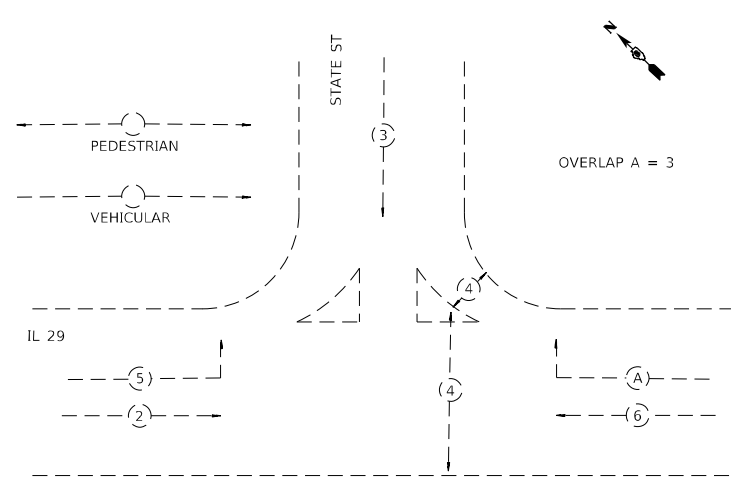 N
STATE ST
3
PEDESTRIAN
OVERLAP A = 3
VEHICULAR
4
IL 29
5
A
4
2
6